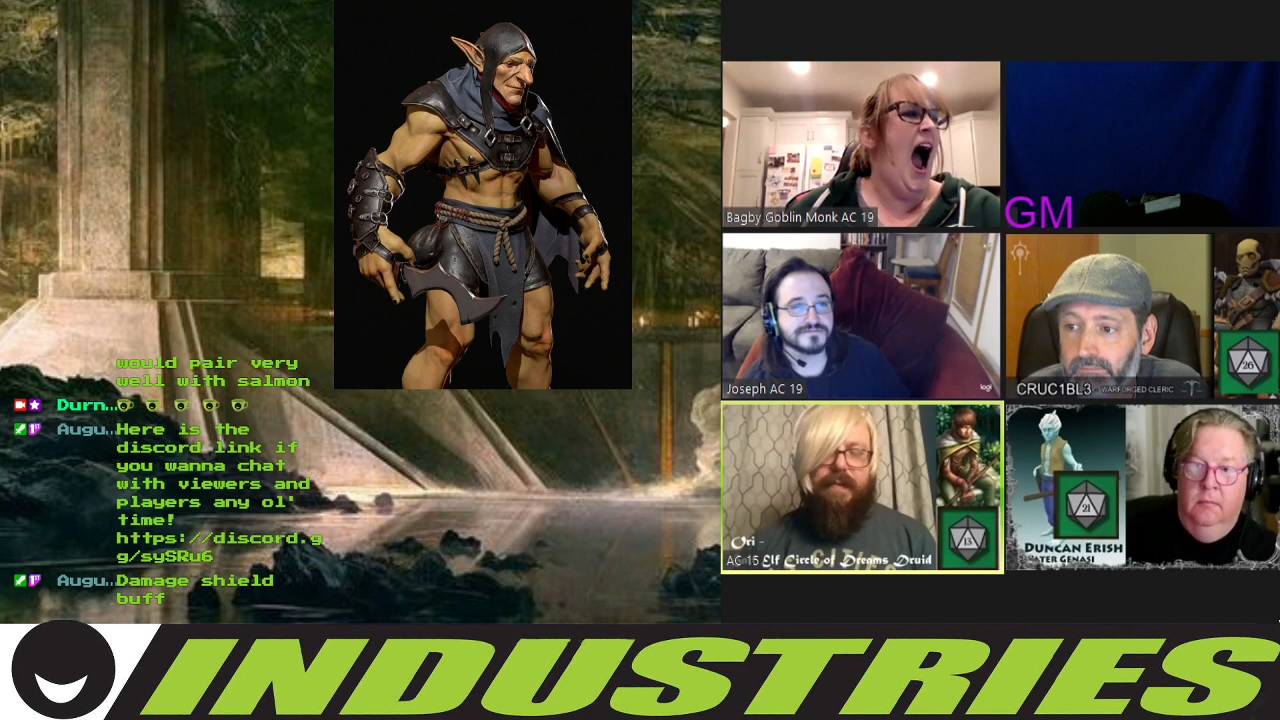 would pair very
well with salmon
Durn...
Augu... Here is the
discord link if
you wanna chat
with viewers and
players any ol'
time!
https://discord.g
g/sySRu6
Augu... Damage shield
buff
Bagby Goblin Monk AC 19
GM
Joseph AC 19
logi
CRUC1BL3 - WARFORGED CLERIC
26
Ori -
AC 15 Elf Circle of Dreams Druid
15
21
DUNCAN ERISH
ATER GENASI
INDUSTRIES